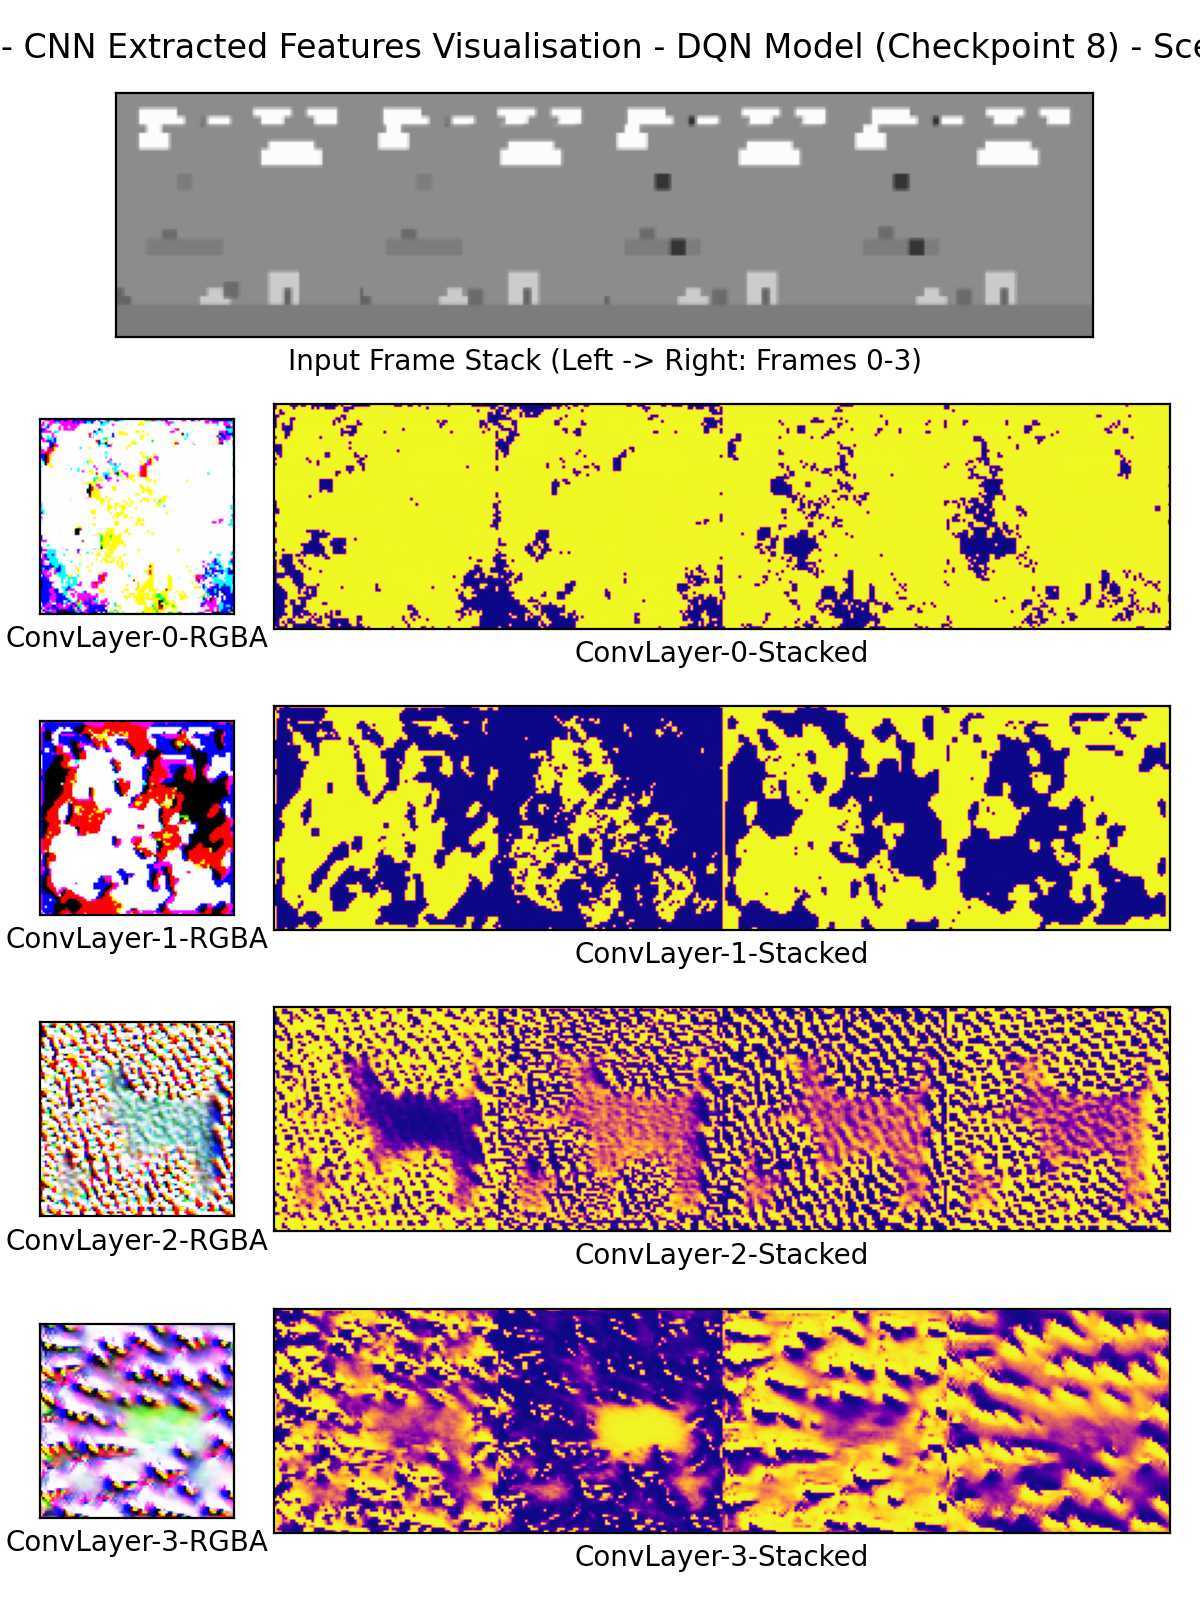 - CNN Extracted Features Visualisation - DQN Model (Checkpoint 8) -
Input Frame Stack (Left -> Right: Frames 0-3)
ConvLayer-0-RGBA
ConvLayer-0-Stacked
ConvLayer-1-RGBA
ConvLayer-1-Stacked
ConvLayer-2-RGBA
ConvLayer-2-Stacked
ConvLayer-3-RGBA
ConvLayer-3-Stacked